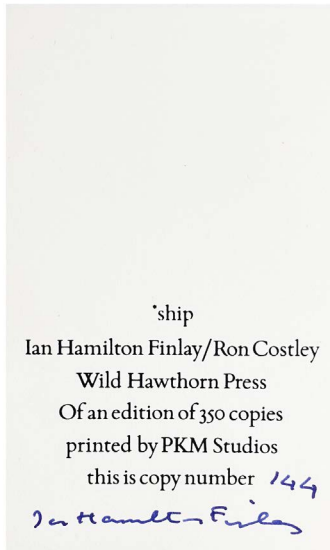 *ship
Ian Hamilton Finlay/Ron Costley
Wild Hawthorn Press
Of an edition of 350 copies
printed by PKM Studios
this is copy number 144
Ian Hamilton Finlay